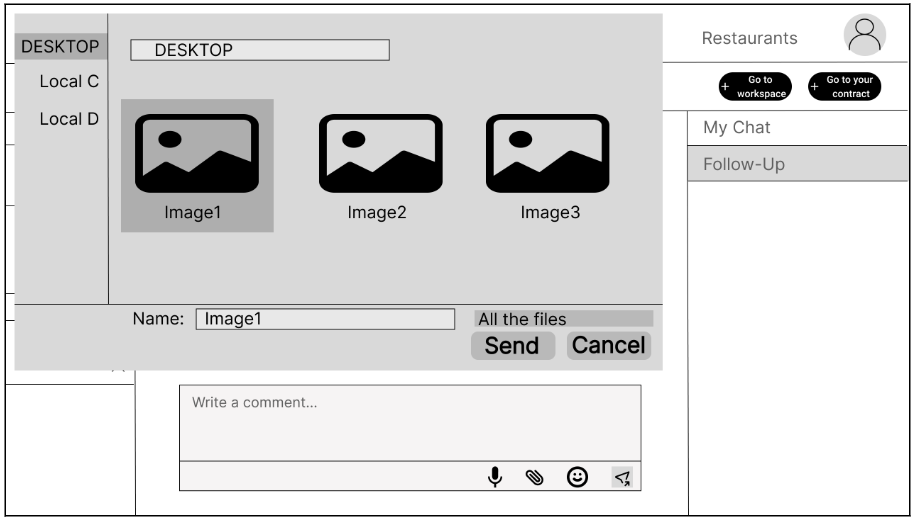 DESKTOP
Local C
Local D
DESKTOP
Image1
Image2
Image3
Name:
Image1
All the files
Send
Cancel
Restaurants
+ Go to
workspace
+ Go to your
contract
My Chat
Follow-Up
Write a comment...